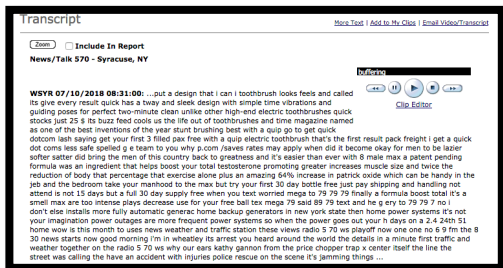 Transcript
More Text | Add to My Clips | Email Video/Transcript
Zoom Include In Report
News/Talk 570 - Syracuse, NY
buffering
Clip Editor
WSYR 07/10/2018 08:31:00: ...put a design that i can i toothbrush looks feels and called
its give every result quick has a tway and sleek design with simple time vibrations and
guiding poses for perfect two-minute clean unlike other high-end electric toothbrushes quick
stocks just 25 s its buzz feed cools us the life out of toothbrushes and time magazine named
as one of the best inventions of the year stunt brushing best with a quip go to get quick
dotcom lash saying get your first 3 filled pax free with a quip electric toothbrush that's the first result pack freight i get a quick
dot coms less safe spelled g e team to you why p.com /saves rates may apply when did it become okay for men to be lazier
softer satter did bring the men of this country back to greatness and it's easier than ever with 8 male max a patent pending
formula was an ingredient that helps boost your total testosterone promoting greater increases muscle size and twice the
reduction of body that percentage that exercise alone plus an amazing 64% increase in patrick oxide which can be handy in the
jeb and the bedroom take your manhood to the max but try your first 30 day bottle free just pay shipping and handling not
attend is not 15 days but a full 30 day supply free when you text worried mega to 79 79 79 finally a formula boost total it's a
smell max are too intense plays decrease use for your free ball tex mega 79 said 89 79 text and he g ery to 79 79 7 no i
don't else installs more fully automatic generac home backup generators in new york state then home power systems it's not
your imagination power outages are more frequent power systems so when the power goes out your h days on a 2.4 24th 51
home wow is this month to uses news weather and traffic station these views radio 5 70 ws playoff now one one no 6 9 fm the 8
30 news starts now good morning i'm in wheatley its arrest you heard around the world the details in a minute first traffic and
weather together on the radio 5 70 ws why our ears kathy gannon from the price chopper trap x center itself the line the
street was calling the have an accident with injuries police rescue on the scene it's jamming things ...